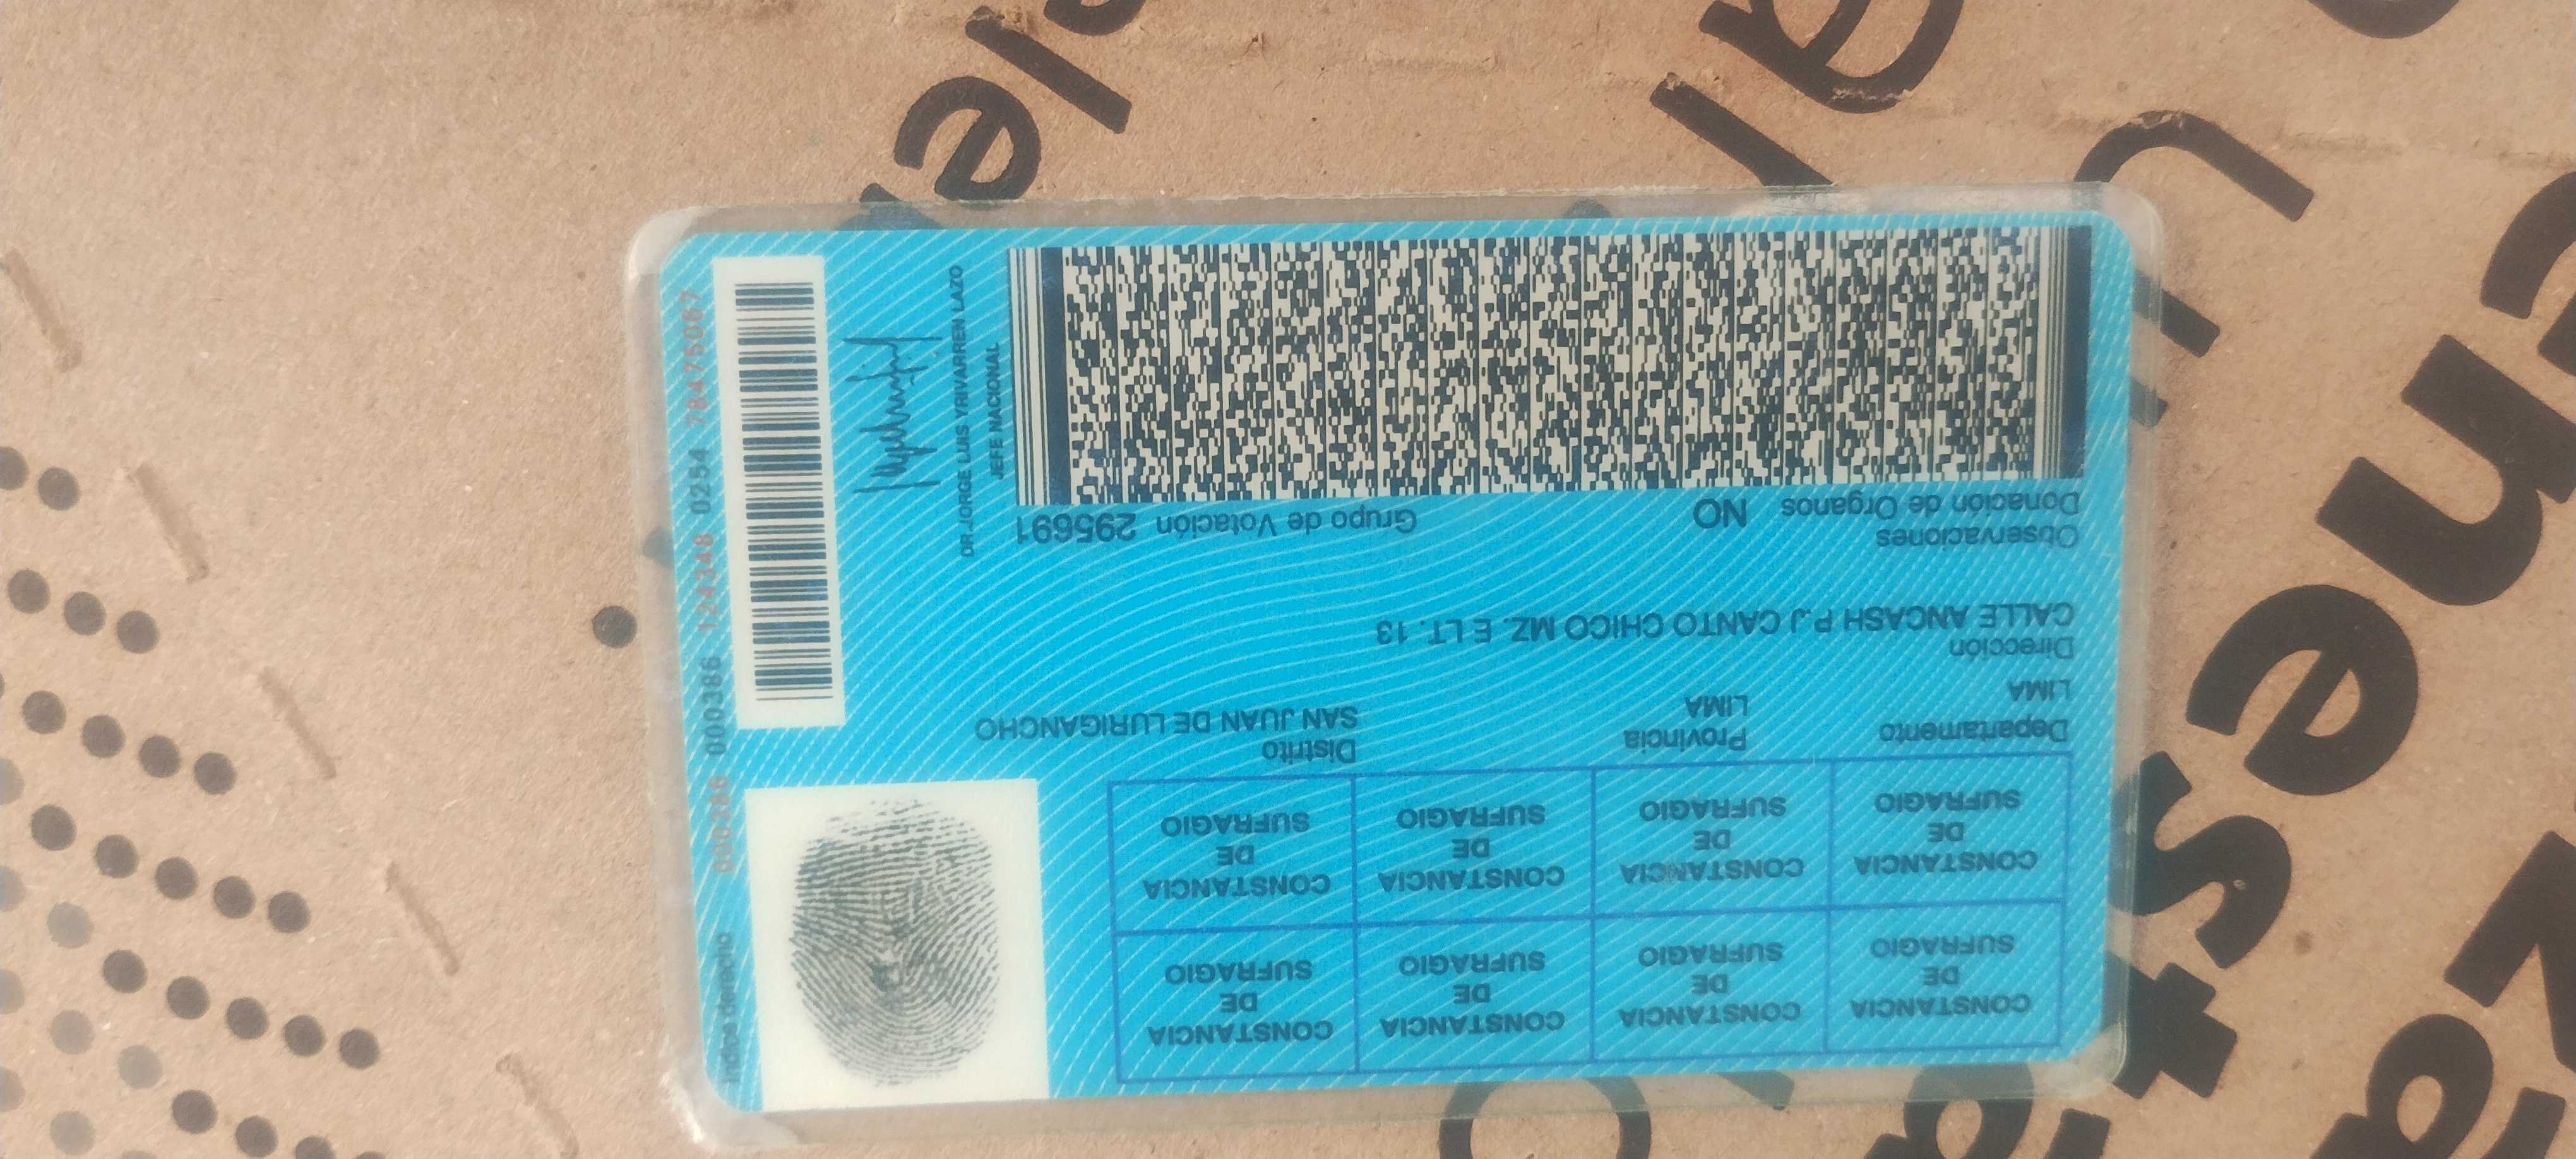 CONSTANCIA DE SUFRAGIO
CONSTANCIA DE SUFRAGIO
CONSTANCIA DE SUFRAGIO
CONSTANCIA DE SUFRAGIO
CONSTANCIA DE SUFRAGIO
CONSTANCIA DE SUFRAGIO
CONSTANCIA DE SUFRAGIO
CONSTANCIA DE SUFRAGIO
Departamento Provincia Distrito
LIMA LIMA SAN JUAN DE LURIGANCHO
Dirección
CALLE ANCASH P.J CANTO CHICO MZ. E LT. 13
Observaciones
Donación de Organos NO Grupo de Votación 295691
Indice derecho
000386 000386 124348 0254 78475067
DR JORGE LUIS YRIVARREN LAZO
JEFE NACIONAL